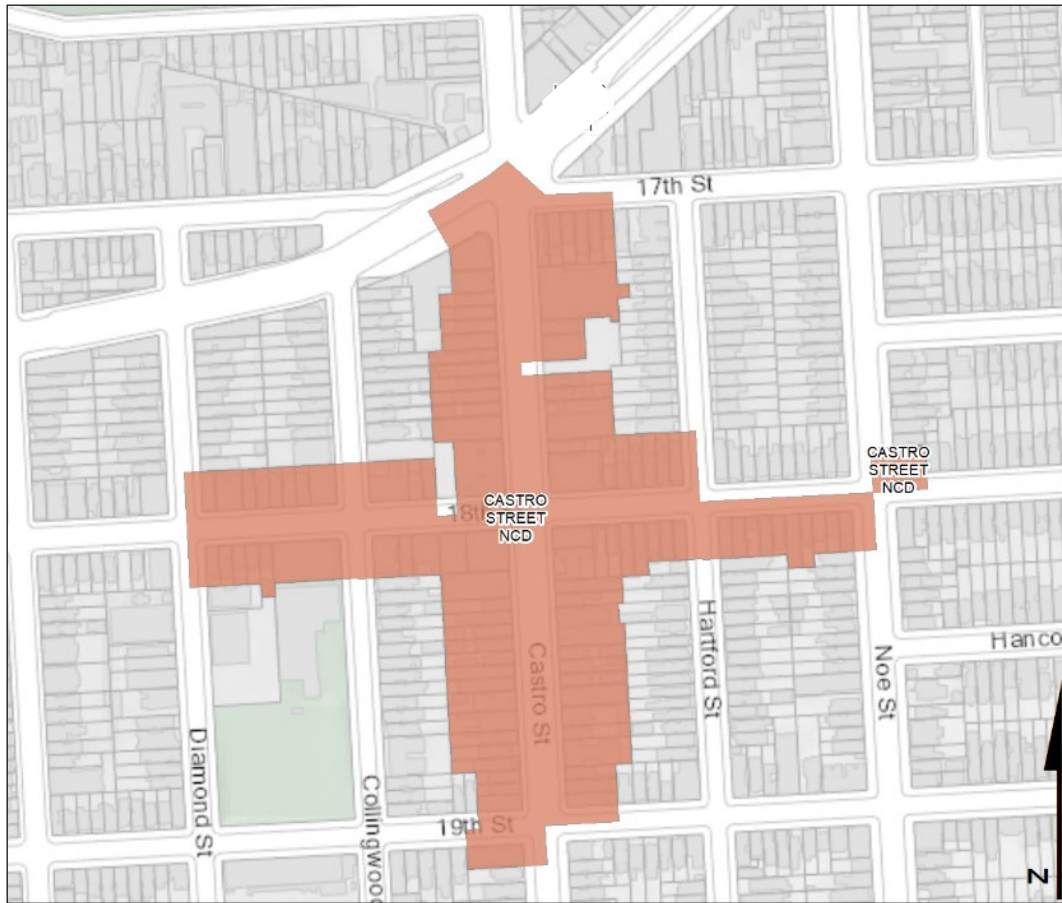 17th St
CASTRO
STREET
NCD
CASTRO
STREET
NCD
18th
Castro St
Hartford St
Noe St
Hanco
Diamond St
Collingwood
19th St
N